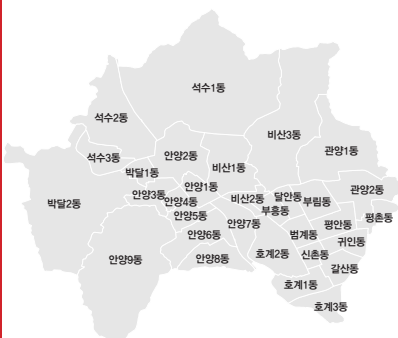 석수1동
석수2동
비산3동
관양1동
석수3동
안양2동
비산1동
박달1동
안양1동
관양2동
안양3동
안양4동
비산2동
달안동
부림동
박달2동
안양5동
부흥동
평촌동
안양7동
평안동
안양6동
범계동
귀인동
안양9동
안양8동
호계2동
신촌동
갈산동
호계1동
호계3동